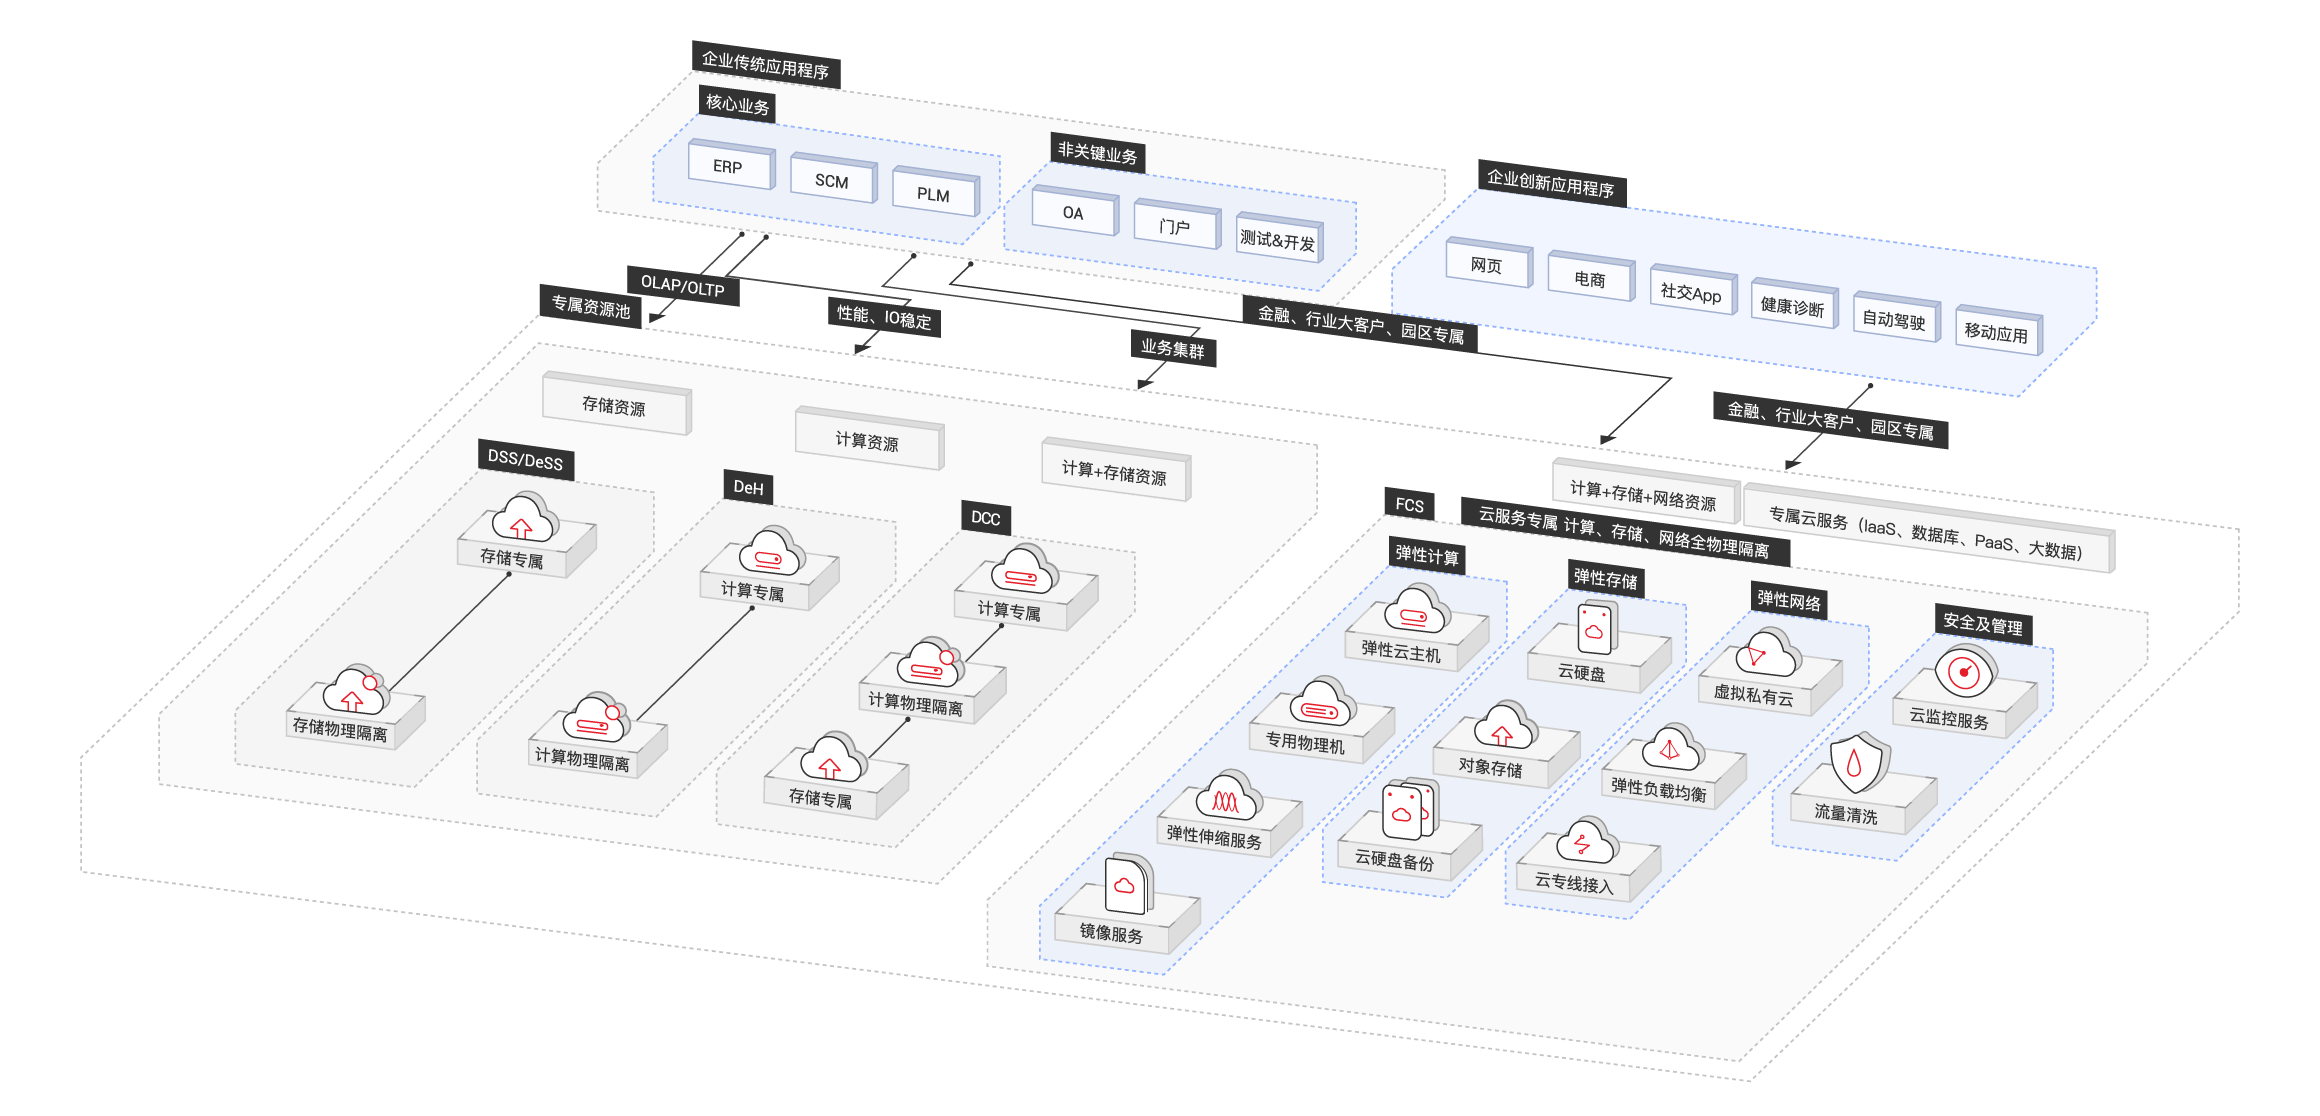 企业传统应用程序
核心业务
ERP
SCM
PLM
非关键业务
OA
门户
测试&开发
企业创新应用程序
网页
电商
社交App
健康诊断
自动驾驶
移动应用
OLAP/OLTP
性能、IO稳定
业务集群
金融、行业大客户、园区专属
金融、行业大客户、园区专属
专属资源池
存储资源
计算资源
计算+存储资源
计算+存储+网络资源
专属云服务（IaaS、数据库、PaaS、大数据）
DSS/DeSS
存储专属
存储物理隔离
DeH
计算专属
计算物理隔离
DCC
计算专属
计算物理隔离
存储专属
FCS
云服务专属 计算、存储、网络全物理隔离
弹性计算
弹性云主机
专用物理机
弹性伸缩服务
镜像服务
弹性存储
云硬盘
对象存储
云硬盘备份
弹性网络
虚拟私有云
弹性负载均衡
云专线接入
安全及管理
云监控服务
流量清洗